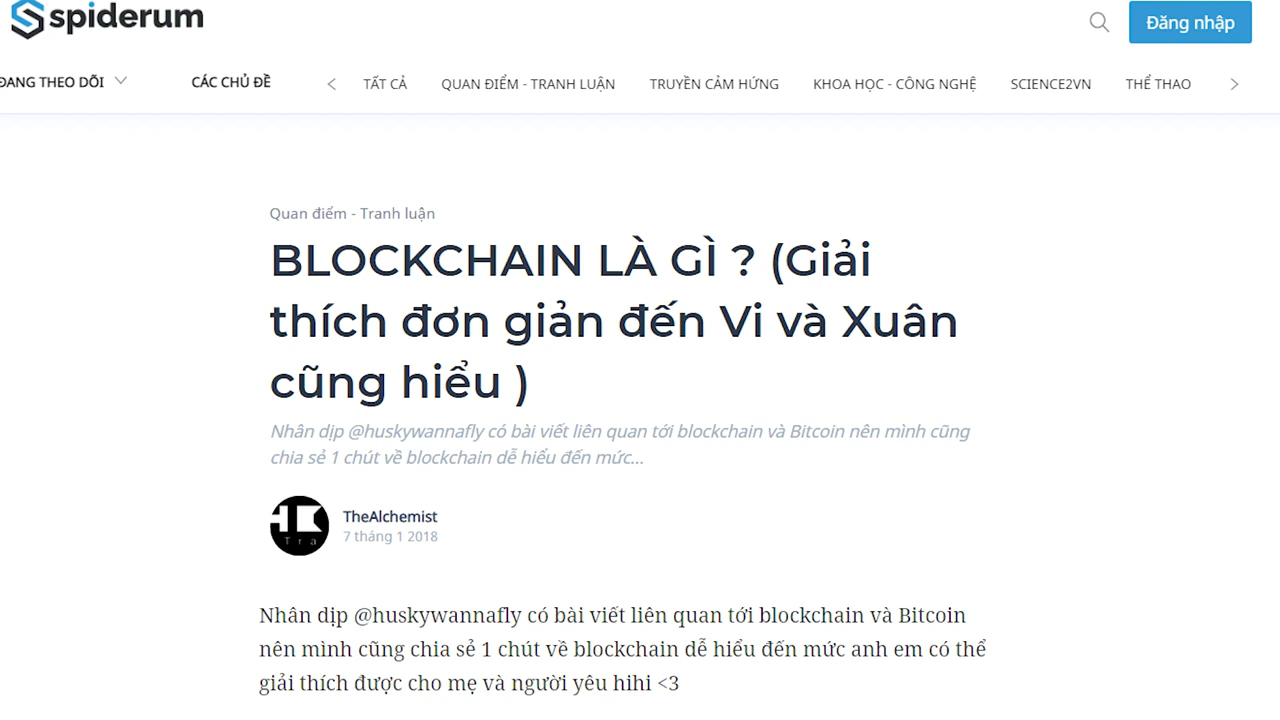 spiderum
Đăng nhập
ĐANG THEO DÕI
CÁC CHỦ ĐỀ
TẤT CẢ
QUAN ĐIỂM - TRANH LUẬN
TRUYỀN CẢM HỨNG
KHOA HỌC - CÔNG NGHỆ
SCIENCE2VN
THỂ THAO
Quan điểm - Tranh luận
BLOCKCHAIN LÀ GÌ ? (Giải
thích đơn giản đến Vi và Xuân
cũng hiểu )
Nhân dịp @huskywannafly có bài viết liên quan tới blockchain và Bitcoin nên mình cũng
chia sẻ 1 chút về blockchain dễ hiểu đến mức...
Tra
TheAlchemist
7 tháng 1 2018
Nhân dịp @huskywannafly có bài viết liên quan tới blockchain và Bitcoin
nên mình cũng chia sẻ 1 chút về blockchain dễ hiểu đến mức anh em có thể
giải thích được cho mẹ và người yêu hihi <3